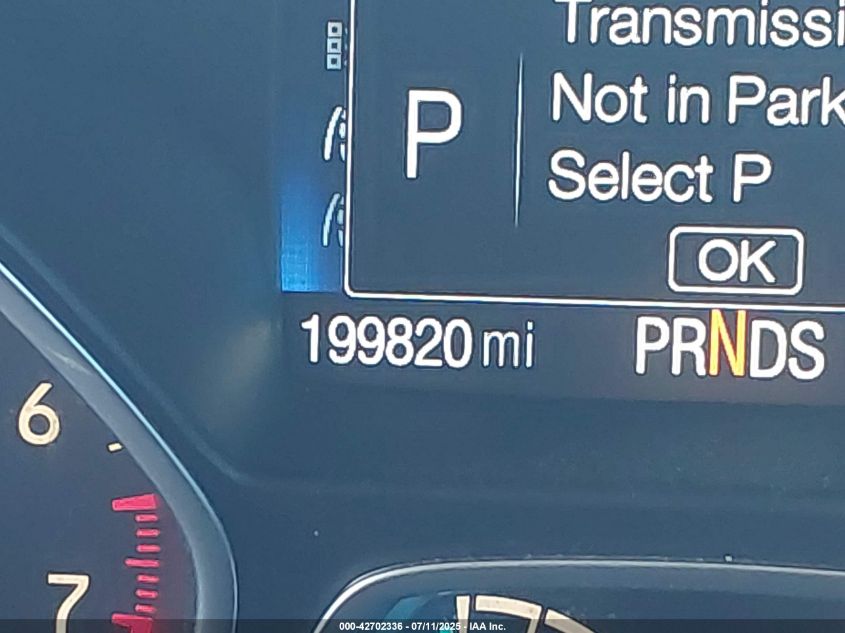 Transmissi
Not in Park
P
Select P
OK
199820 mi
PRNDS
6
7
000-42702336 - 07/11/2025 - IAA Inc.